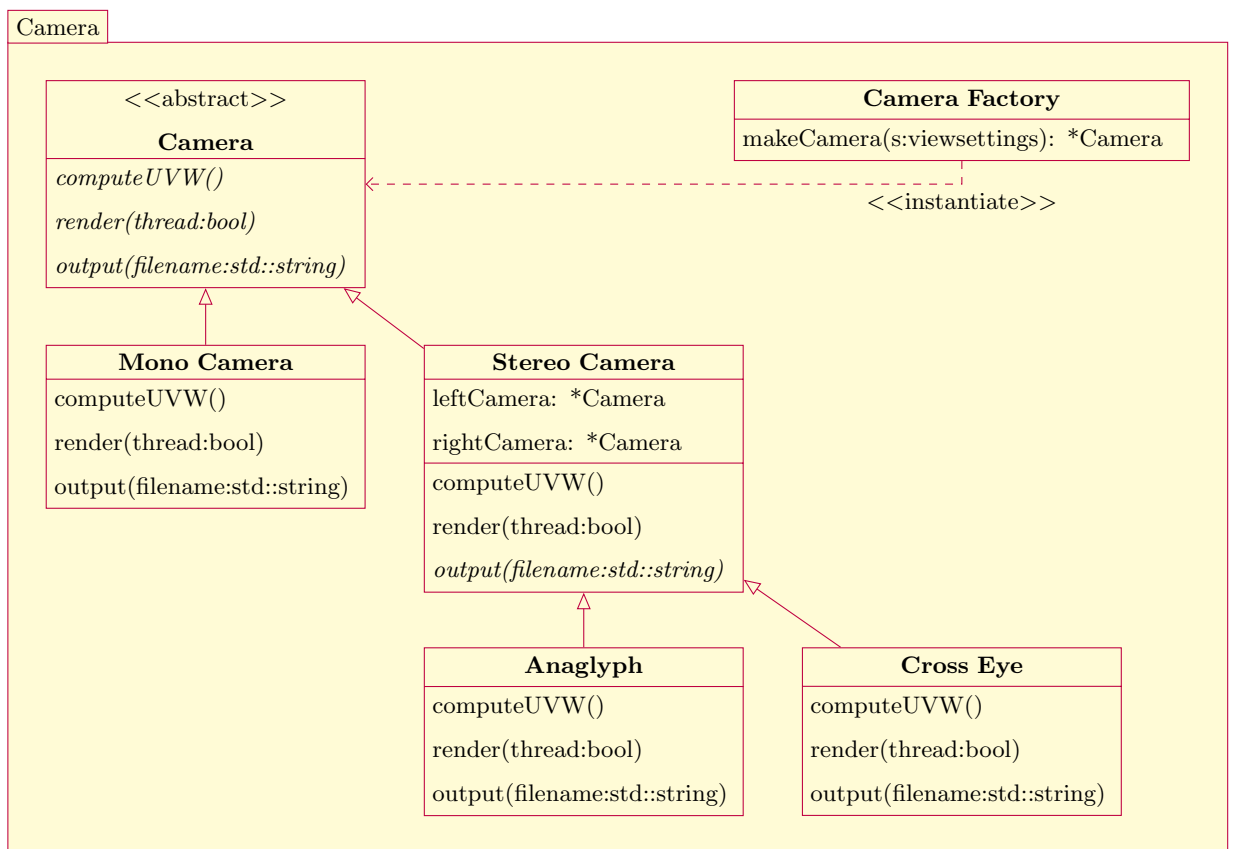 Camera
<<abstract>>
Camera
computeUVW()
render(thread:bool)
output(filename:std::string)
Camera Factory
makeCamera(s:viewsettings): *Camera
<<instantiate>>
Mono Camera
computeUVW()
render(thread:bool)
output(filename:std::string)
Stereo Camera
leftCamera: *Camera
rightCamera: *Camera
computeUVW()
render(thread:bool)
output(filename:std::string)
Anaglyph
computeUVW()
render(thread:bool)
output(filename:std::string)
Cross Eye
computeUVW()
render(thread:bool)
output(filename:std::string)